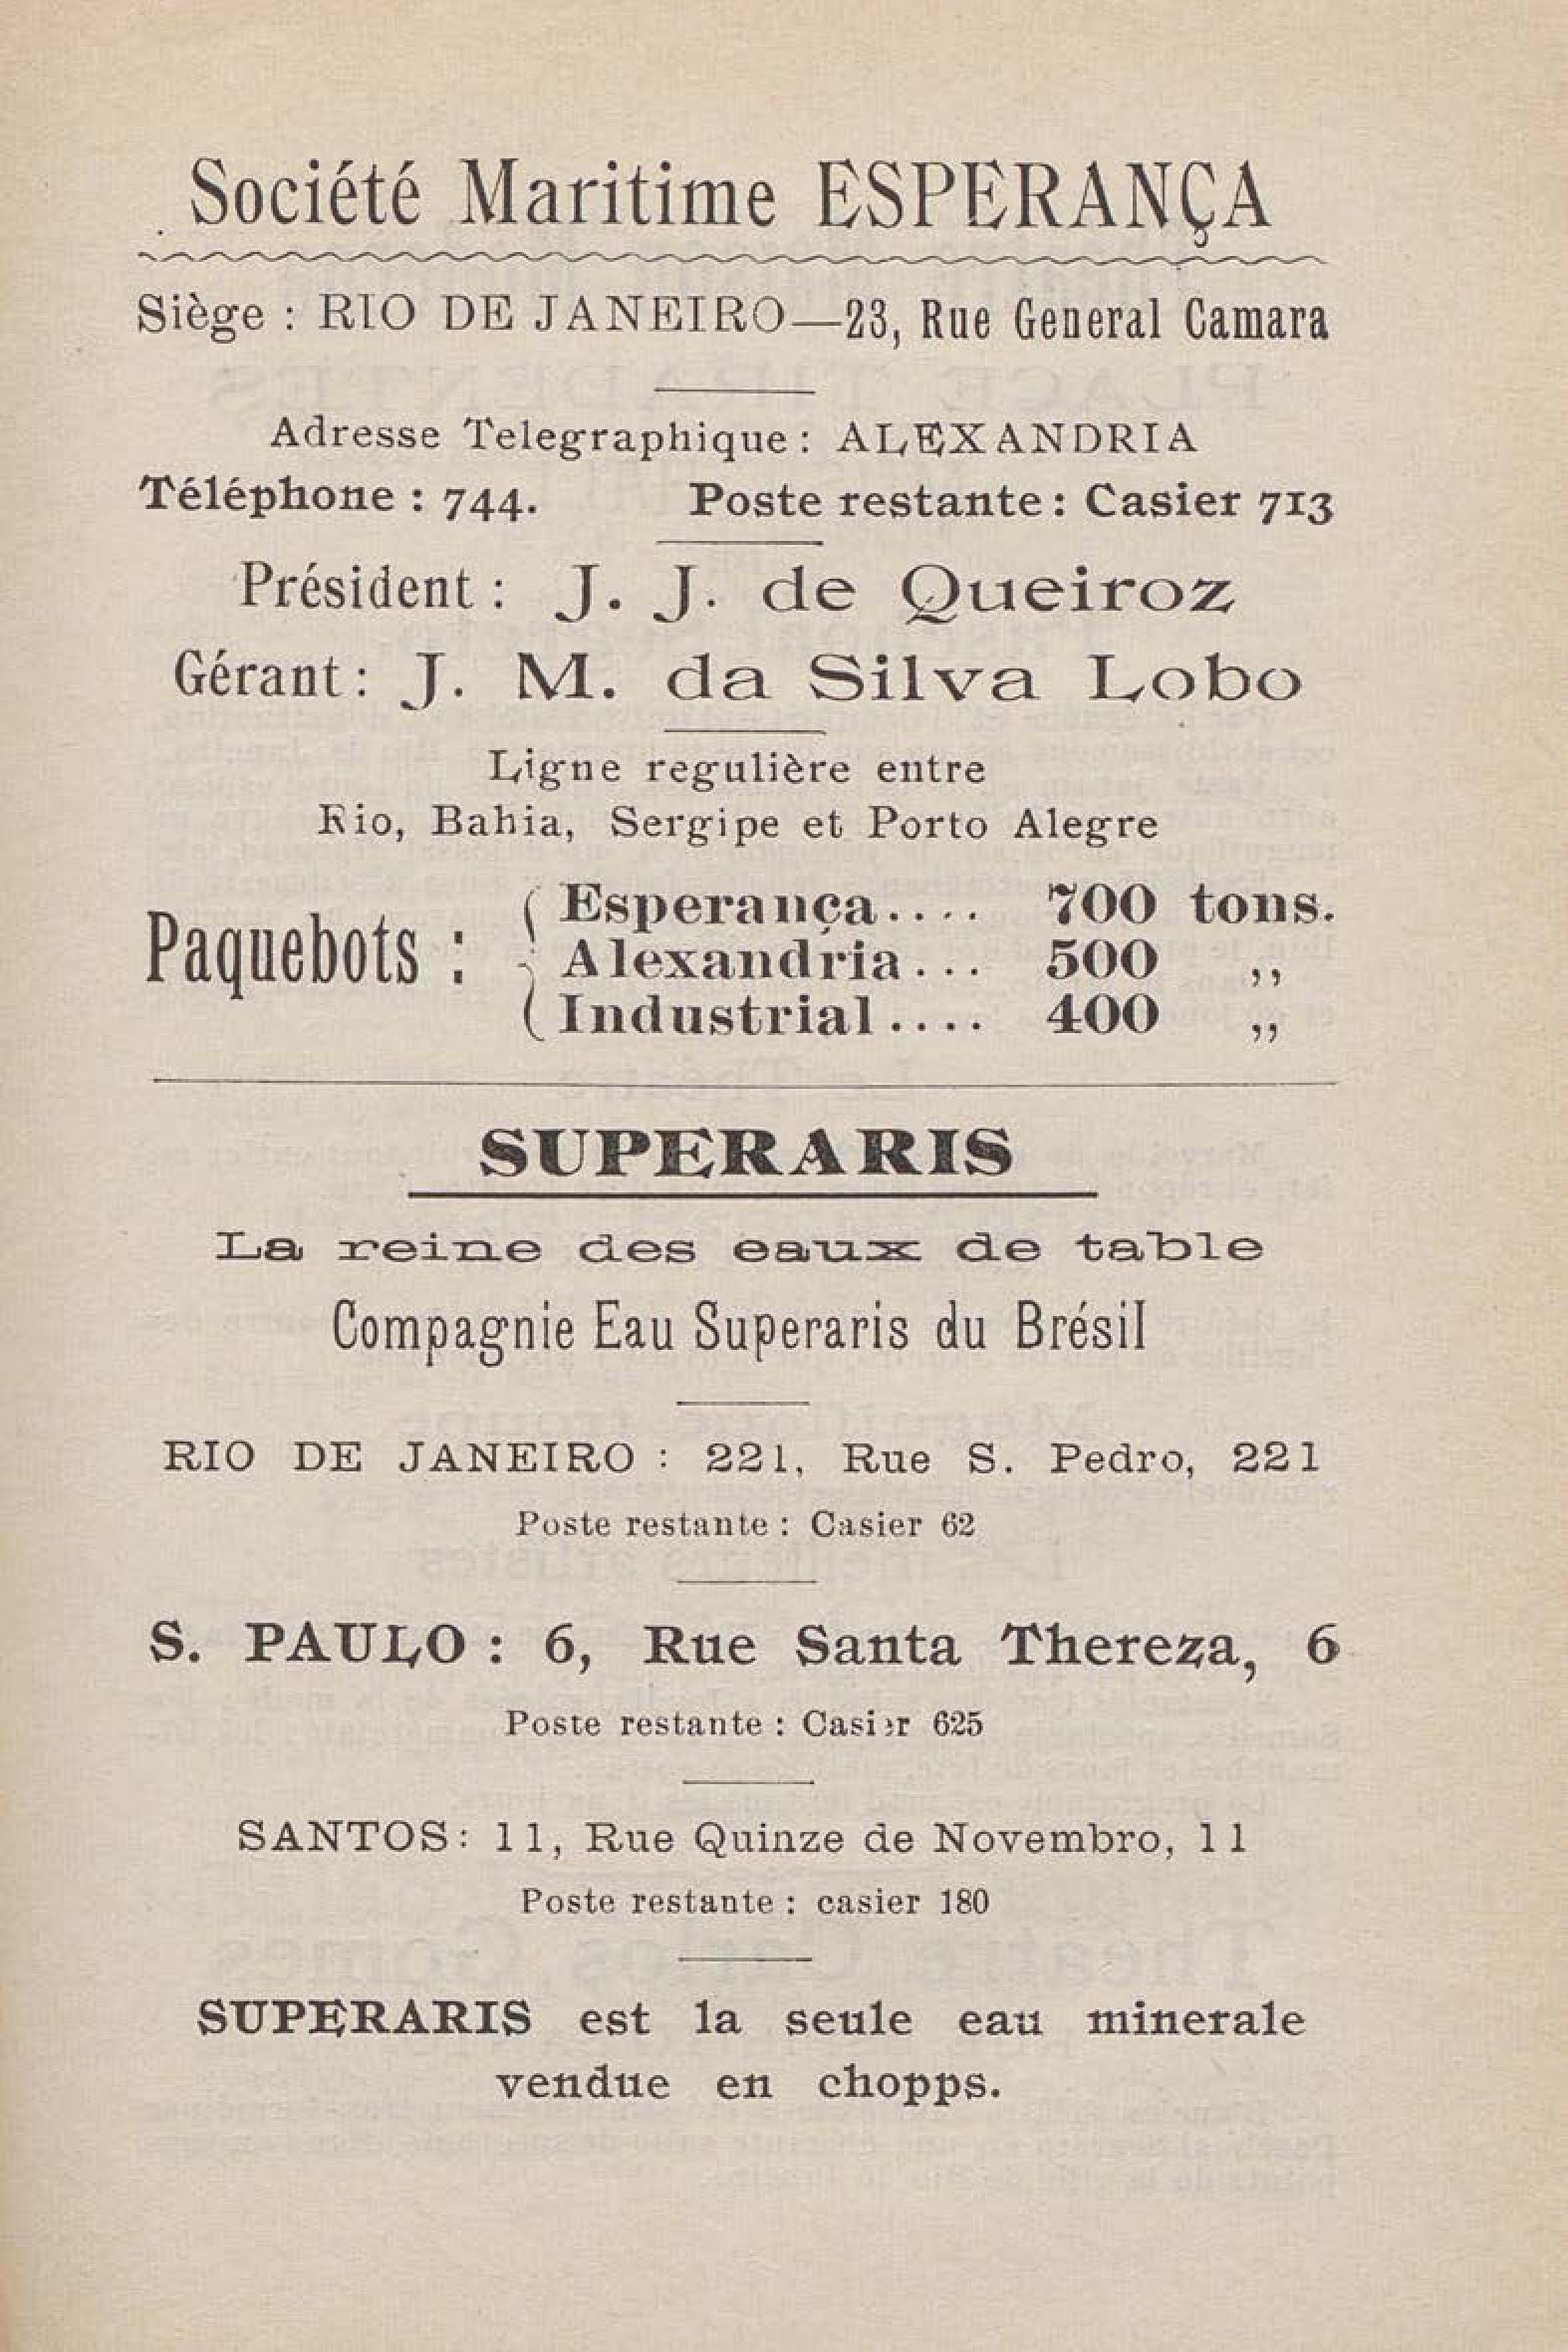 Société Maritime ESPERANÇA
Siège : RIO DE JANEIRO—23, Rue General Camara
Adresse Telegraphique : ALEXANDRIA
Téléphone : 744. Poste restante : Casier 713
Président : J. J. de Queiroz
Gérant : J. M. da Silva Lobo
Ligne regulière entre
Rio, Bahia, Sergipe et Porto Alegre
Paquebots :
Esperança.... 700 tons.
Alexandria... 500 ,,
Industrial.... 400 ,,
SUPERARIS
La reine des eaux de table
Compagnie Eau Superaris du Brésil
RIO DE JANEIRO : 221, Rue S. Pedro, 221
Poste restante : Casier 62
S. PAULO : 6, Rue Santa Thereza, 6
Poste restante : Casier 625
SANTOS: 11, Rue Quinze de Novembro, 11
Poste restante : casier 180
SUPERARIS est la seule eau minerale
vendue en chopps.